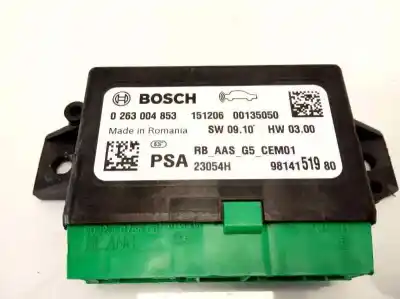 BOSCH
0 263 004 853 151206 00135050
Made in Romania SW 09.10 HW 03.00
RB_AAS_G5_CEM01
PSA 23054H 98141519 80